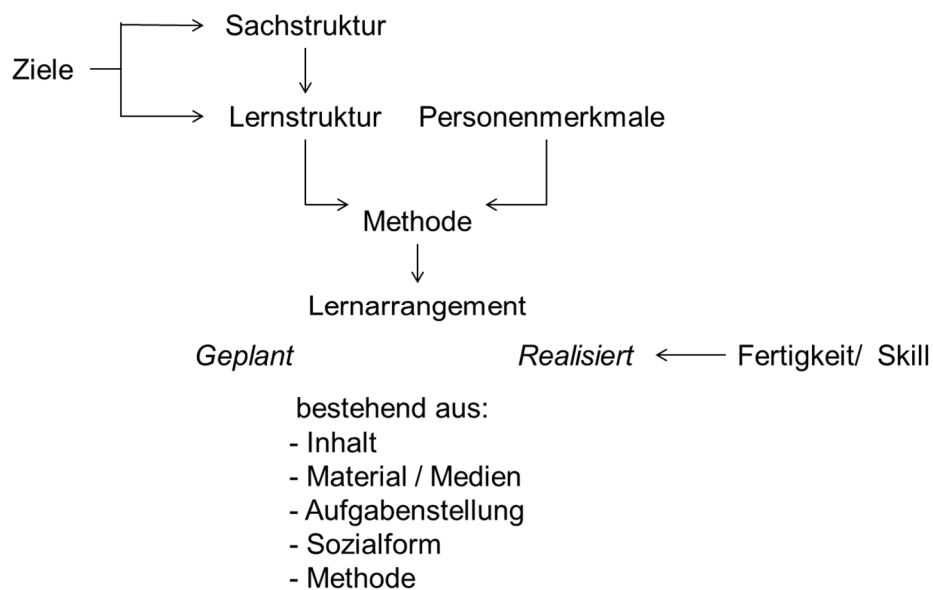 Sachstruktur
Ziele
Lernstruktur Personenmerkmale
Methode
Lernarrangement
Geplant Realisiert Fertigkeit/ Skill
bestehend aus:
- Inhalt
- Material / Medien
- Aufgabenstellung
- Sozialform
- Methode